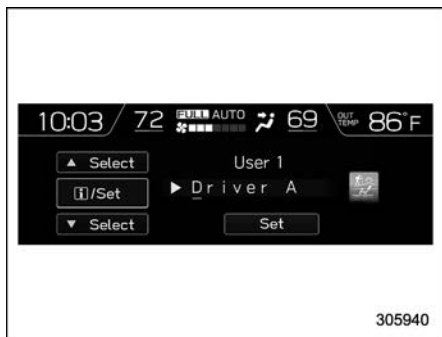 10:03 72 FULL AUTO 69 OUT TEMP 86°F
▲ Select User 1
i/Set ▶ Driver A
▼ Select Set
305940